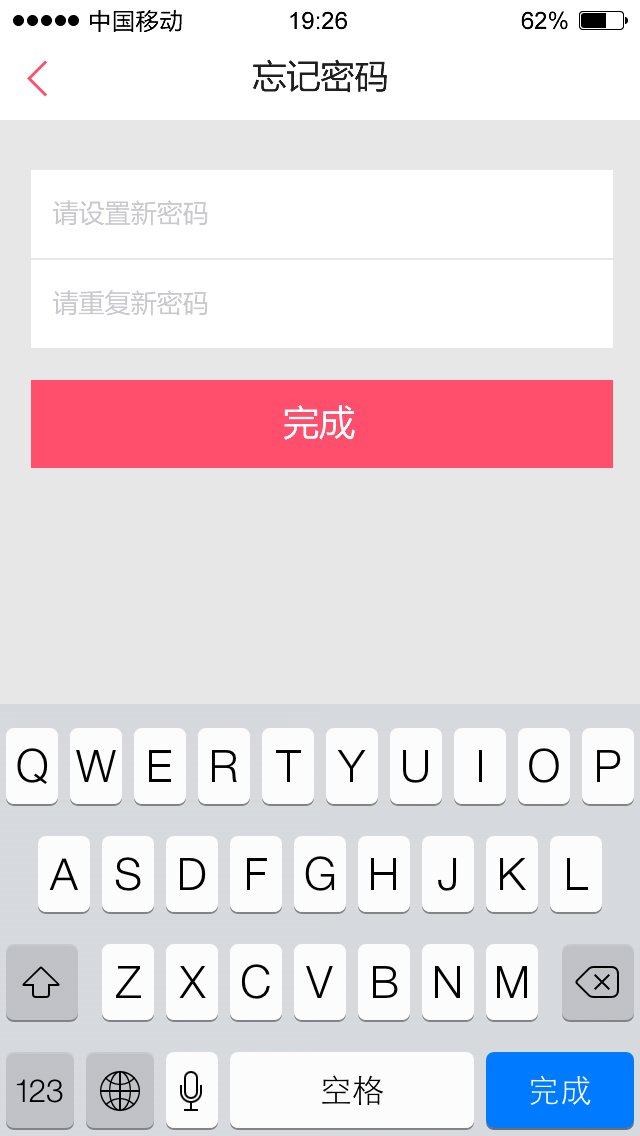 中国移动 19:26 62%
忘记密码
请设置新密码
请重复新密码
完成
Q W E R T Y U I O P
A S D F G H J K L
Z X C V B N M
123 空格 完成